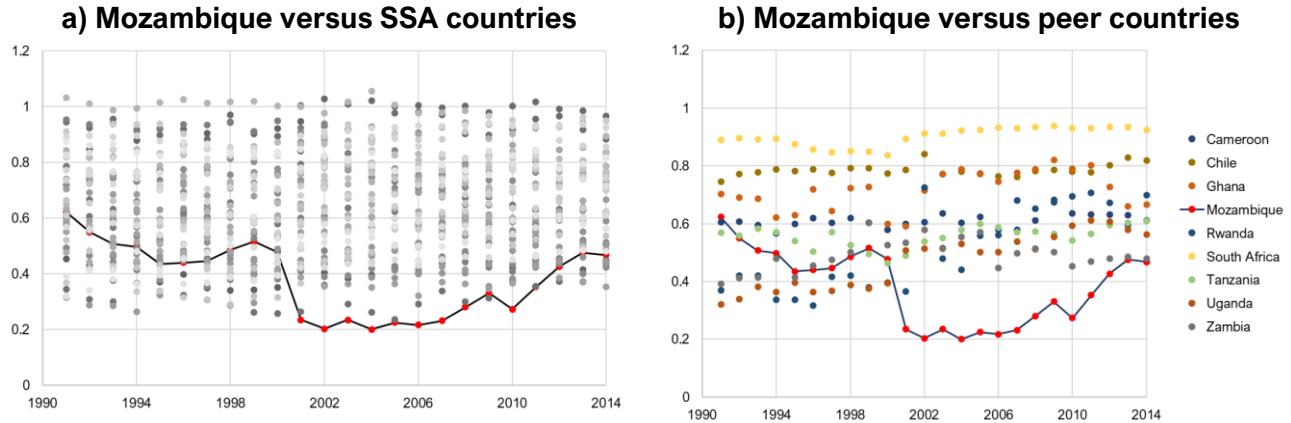 a) Mozambique versus SSA countries
1.2
1
0.8
0.6
0.4
0.2
0
1990 1994 1998 2002 2006 2010 2014
b) Mozambique versus peer countries
1.2
1
0.8
0.6
0.4
0.2
0
1990 1994 1998 2002 2006 2010 2014
Cameroon
Chile
Ghana
Mozambique
Rwanda
South Africa
Tanzania
Uganda
Zambia